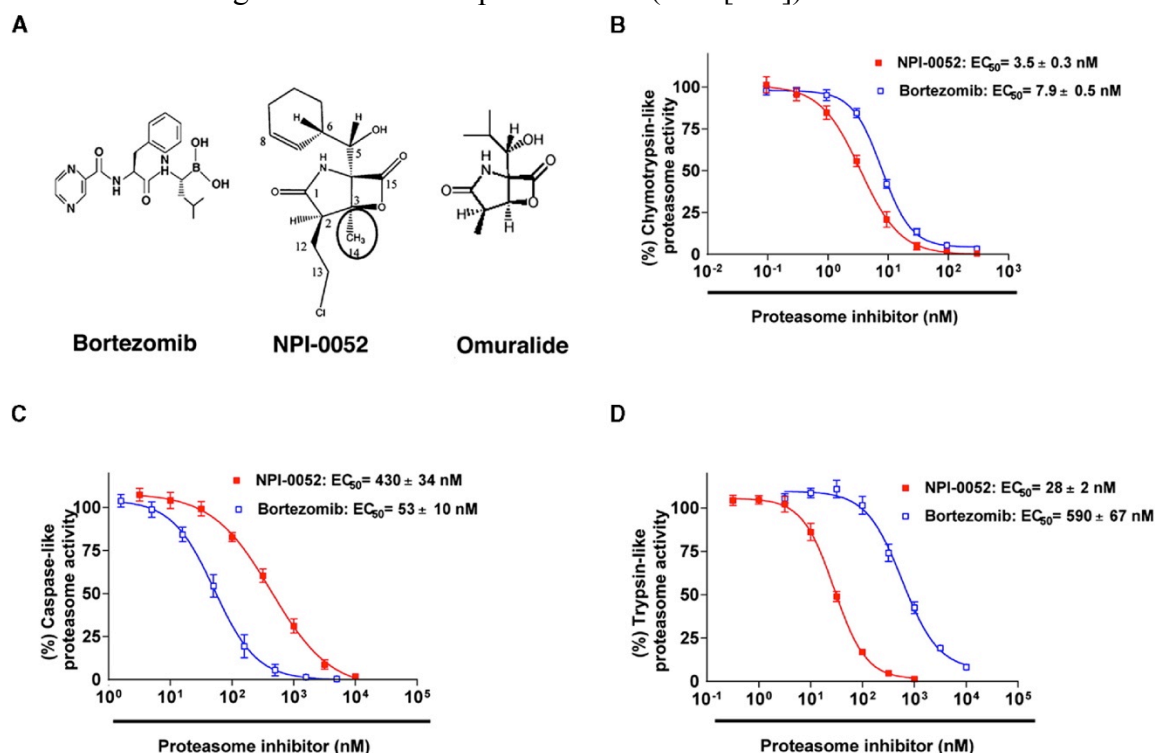 A
B
NPI-0052: EC50= 3.5 ± 0.3 nM
Bortezomib: EC50= 7.9 ± 0.5 nM
(%) Chymotrypsin-like
proteasome activity
100
75
50
25
0
10-2 10-1 100 101 102 103
Proteasome inhibitor (nM)
N
N
O
N
H
O
H
N
OH
B
OH
Bortezomib
H
6
H
OH
8
5
H
N
O
O
15
1
3
O
H
2
CH3
14
12
13
Cl
NPI-0052
H
OH
H
N
O
O
O
H
H
Omuralide
C
NPI-0052: EC50= 430 ± 34 nM
Bortezomib: EC50= 53 ± 10 nM
(%) Caspase-like
proteasome activity
100
75
50
25
0
100 101 102 103 104 105
Proteasome inhibitor (nM)
D
NPI-0052: EC50= 28 ± 2 nM
Bortezomib: EC50= 590 ± 67 nM
(%) Trypsin-like
proteasome activity
100
75
50
25
0
10-1 100 101 102 103 104 105
Proteasome inhibitor (nM)